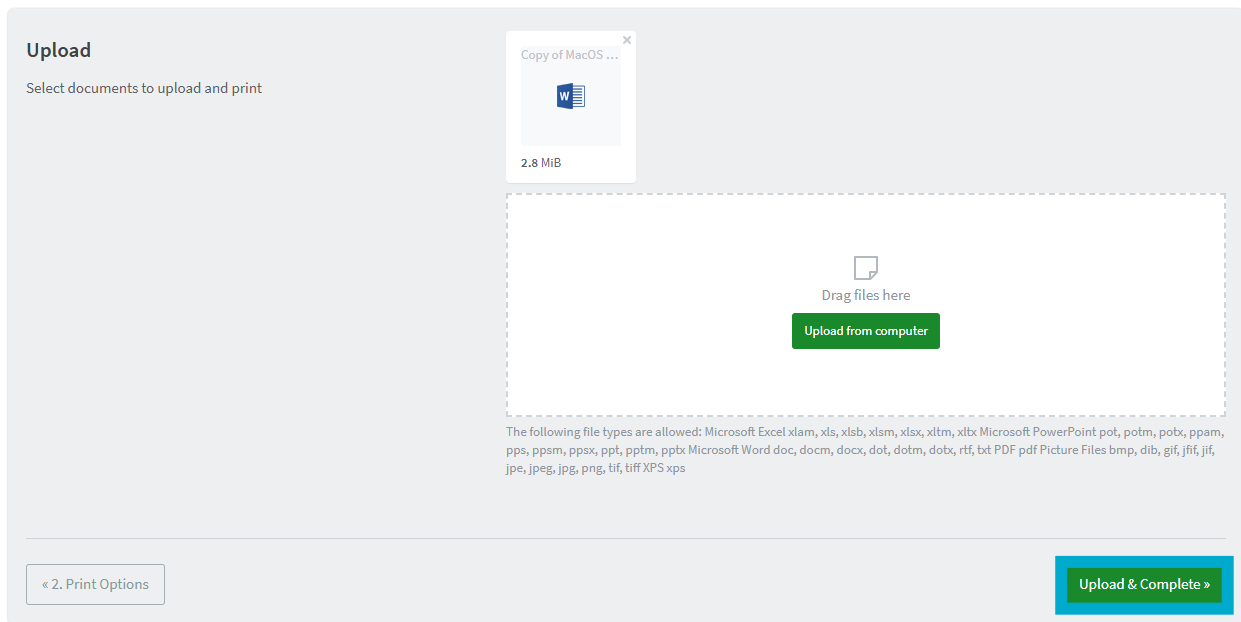 Upload
Select documents to upload and print
Copy of MacOS ...
W
2.8 MiB
Drag files here
Upload from computer
The following file types are allowed: Microsoft Excel xlam, xls, xlsb, xlsm, xlsx, xltm, xltx Microsoft PowerPoint pot, potm, potx, ppam,
pps, ppsm, ppsx, ppt, pptm, pptx Microsoft Word doc, docm, docx, dot, dotm, dotx, rtf, txt PDF pdf Picture Files bmp, dib, gif, jfif, jif,
jpe, jpeg, jpg, png, tif, tiff XPS xps
« 2. Print Options
Upload & Complete »